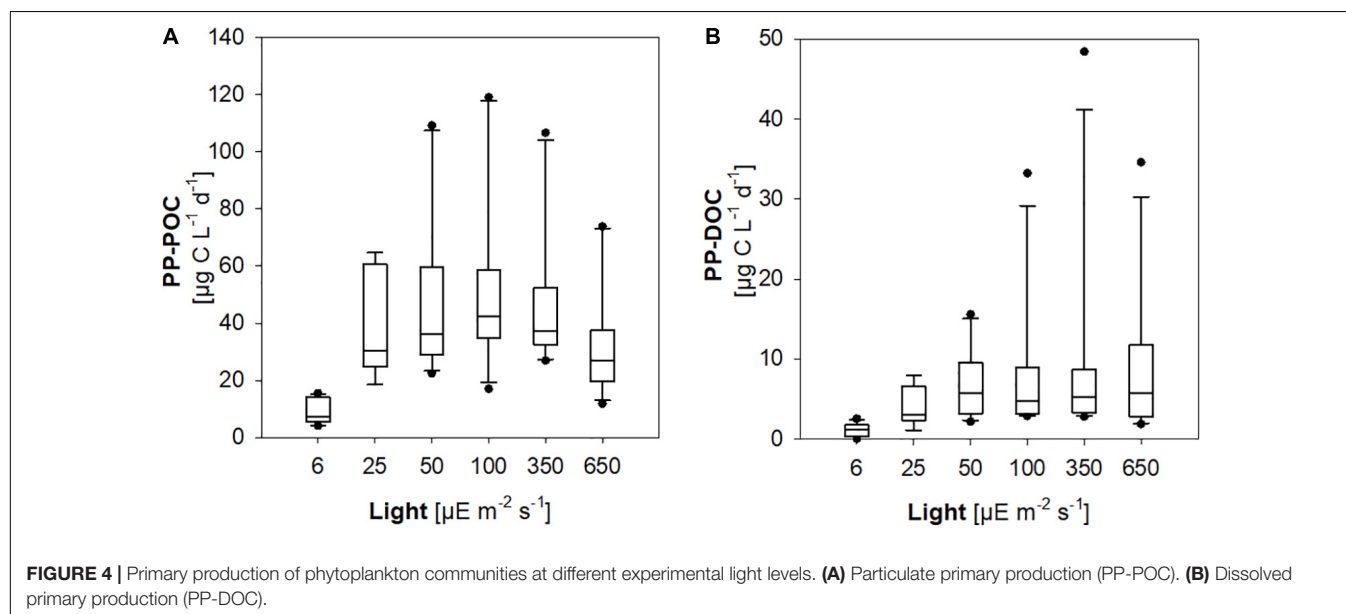 A
140
120
100
80
60
40
20
0
PP-POC
[µg C L⁻¹ d⁻¹]
6 25 50 100 350 650
Light [µE m⁻² s⁻¹]
B
50
40
30
20
10
0
PP-DOC
[µg C L⁻¹ d⁻¹]
6 25 50 100 350 650
Light [µE m⁻² s⁻¹]
FIGURE 4 | Primary production of phytoplankton communities at different experimental light levels. (A) Particulate primary production (PP-POC). (B) Dissolved
primary production (PP-DOC).